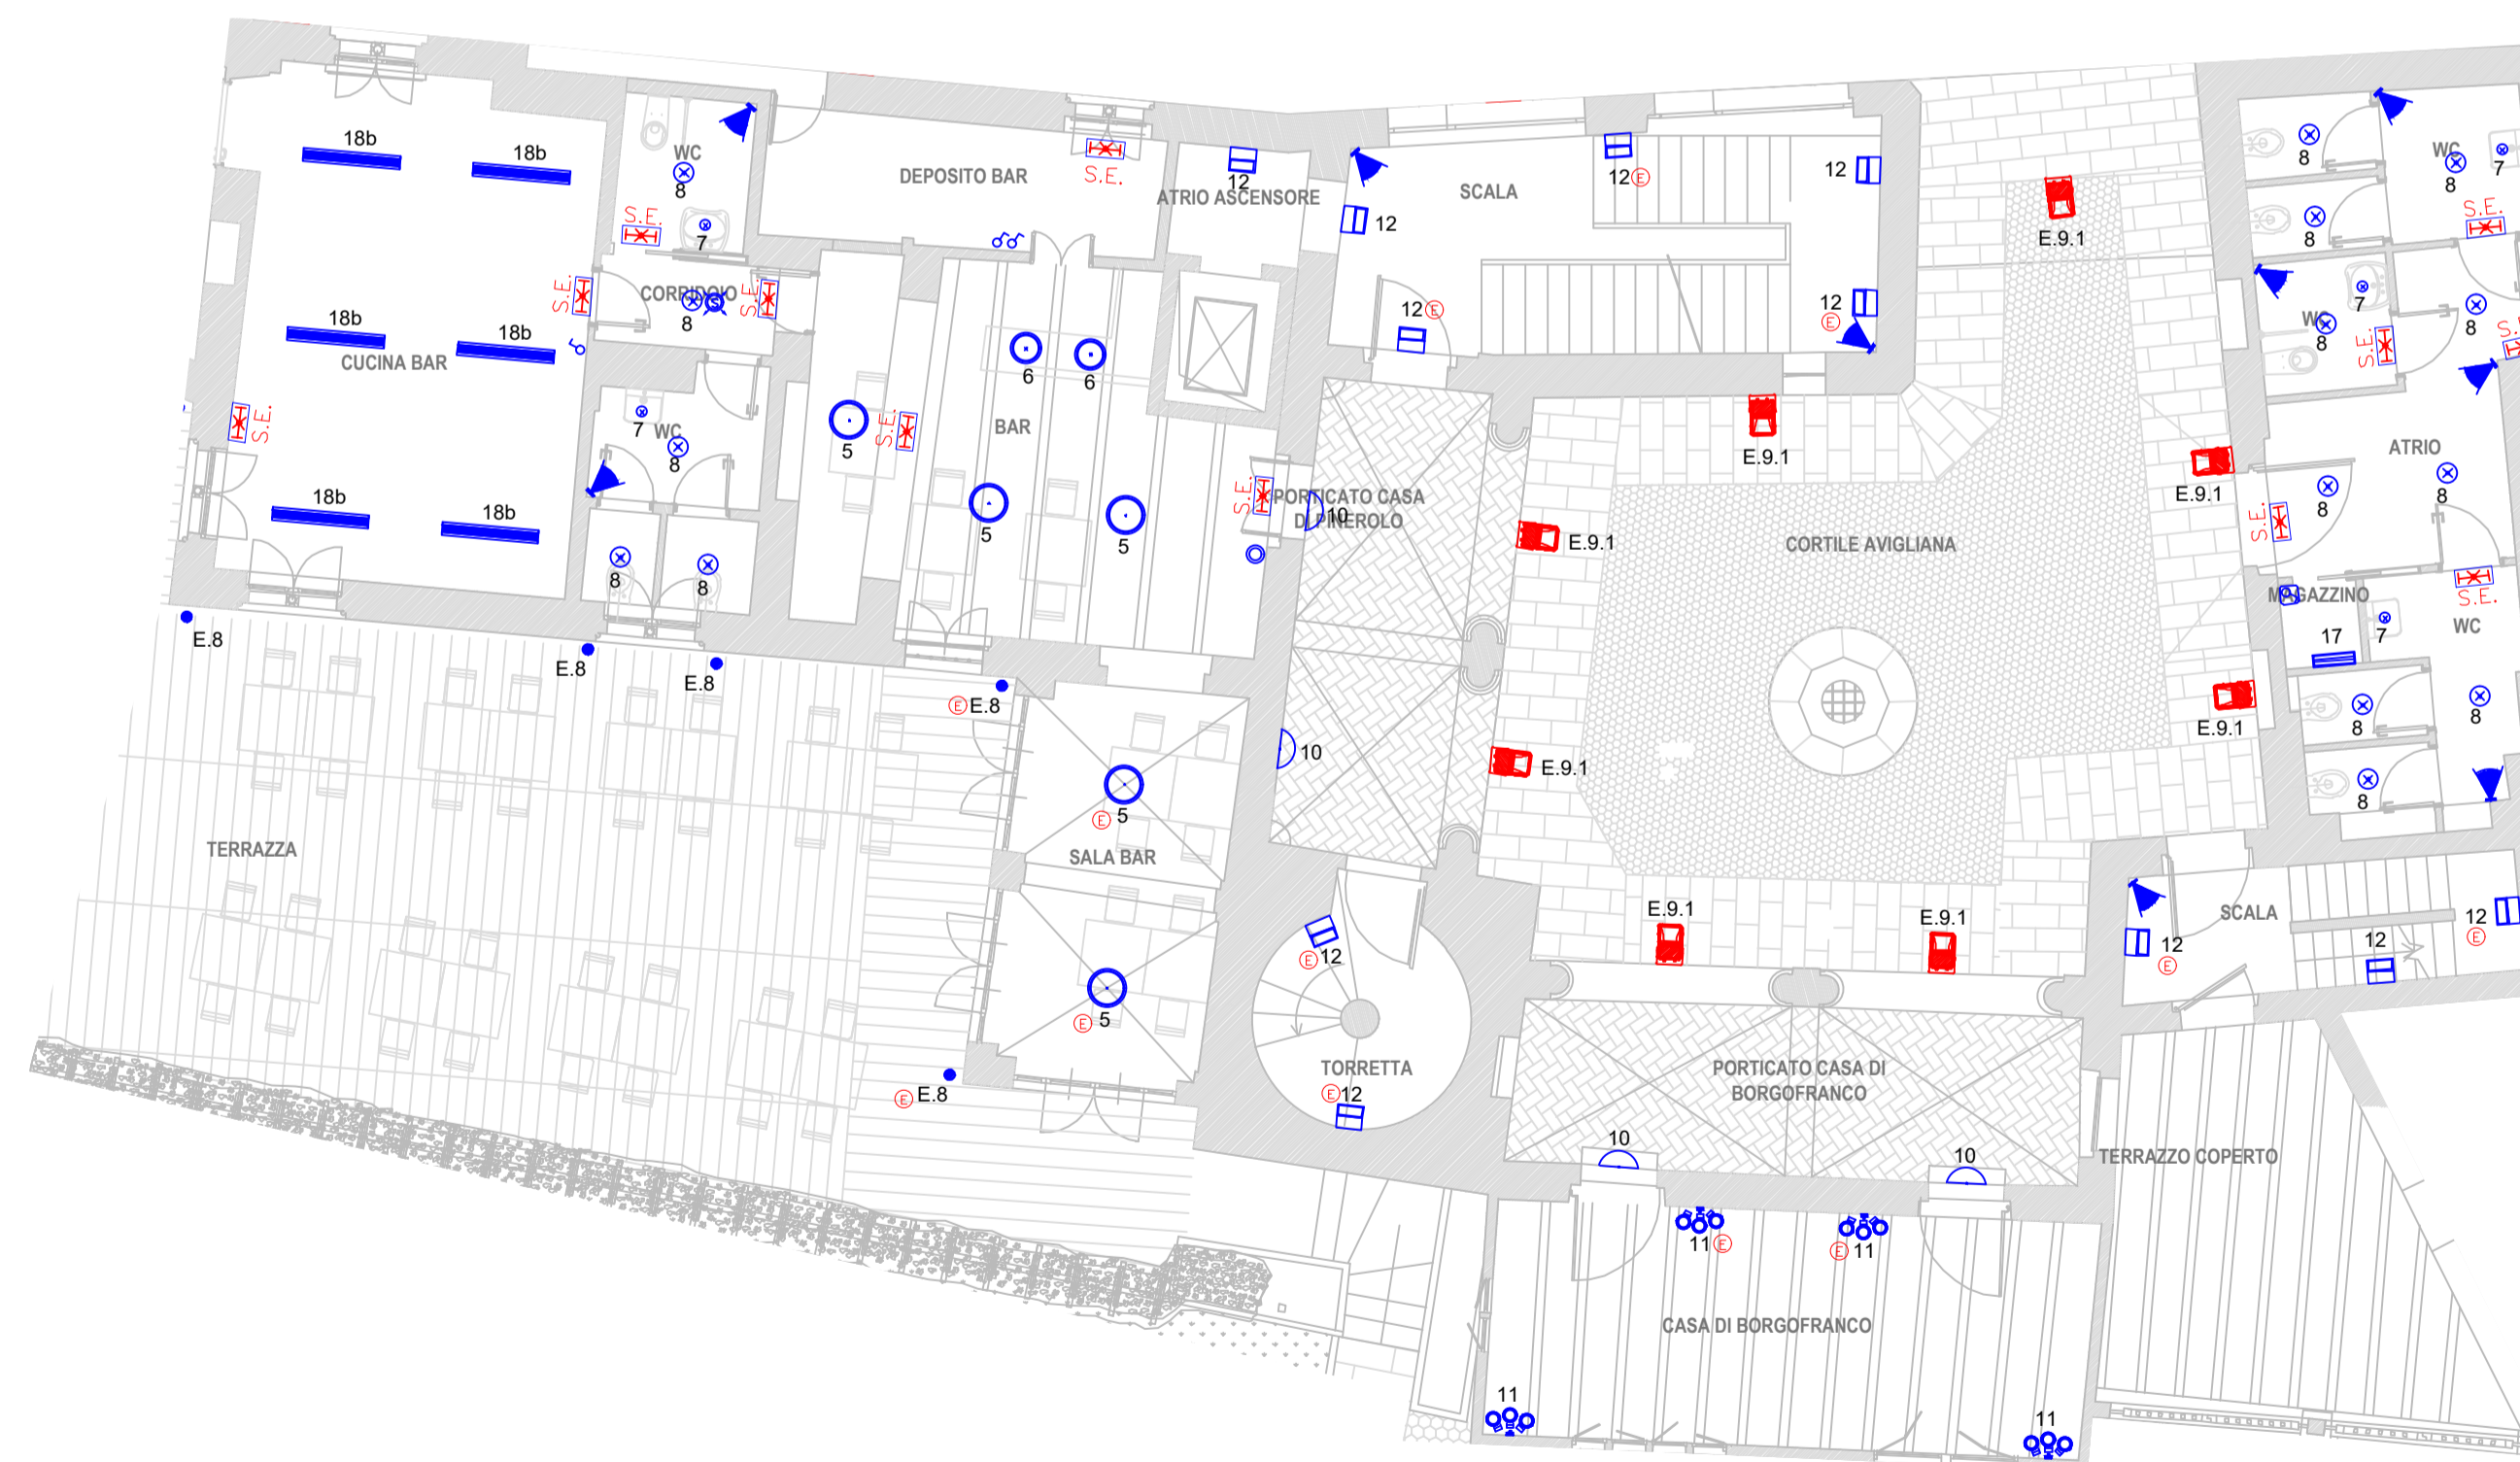 18b
18b
WC
8
S.E.
7
DEPOSITO BAR
S.E.
12
ATRIO ASCENSORE
12
SCALA
12 E
12
E.9.1
8
WC
8
7
8
S.E.
18b
18b
CUCINA BAR
S.E.
CORRIDOIO
8
S
S.E.
6
6
12 E
12
E
WC
8
7
S.E.
8
S.E.
S.E.
7
WC
8
5
S.E.
BAR
E.9.1
ATRIO
8
18b
18b
5
5
S.E.
PORTICATO CASA
DI PINEROLO
10
E.9.1
CORTILE AVIGLIANA
E.9.1
8
S.E.
8
8
MAGAZZINO
S.E.
7
WC
17
E.8
E.8
E.8
E E.8
10
E.9.1
E.9.1
8
8
8
E 5
TERRAZZA
SALA BAR
E.9.1
E.9.1
SCALA
12
E
12
12
E
E 12
E 5
TORRETTA
E 12
E E.8
PORTICATO CASA DI
BORGOFRANCO
10
10
TERRAZZO COPERTO
11 E
E 11
CASA DI BORGOFRANCO
11
11